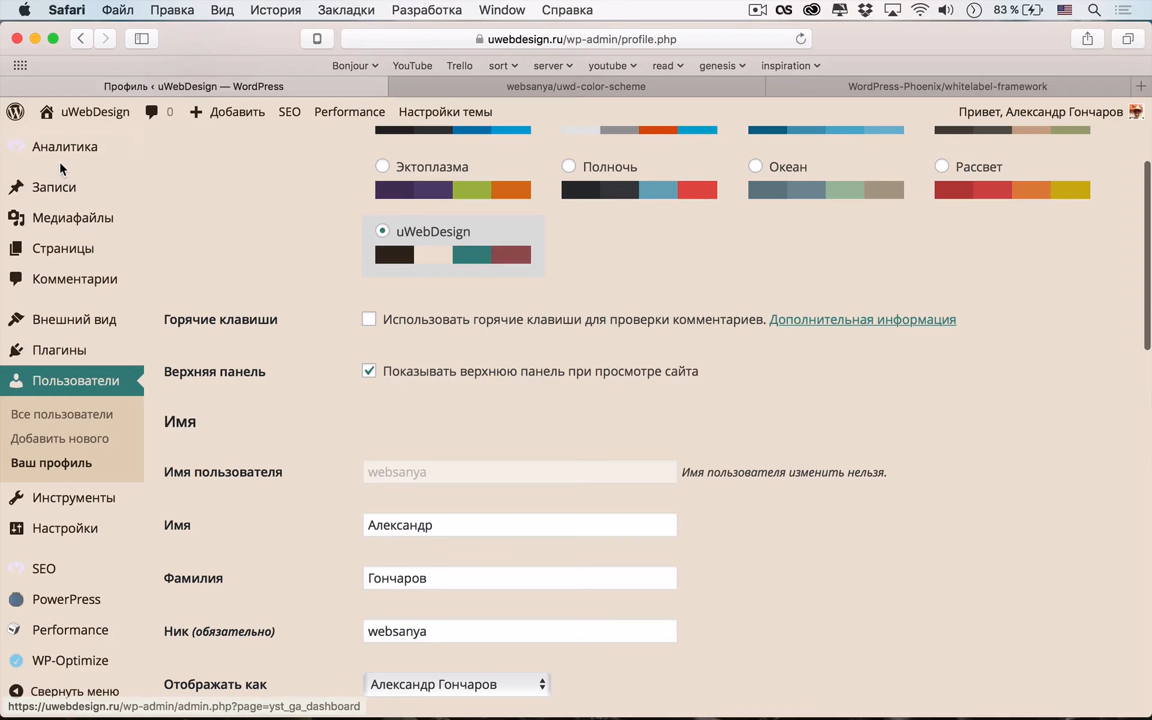 Safari Файл Правка Вид История Закладки Разработка Window Справка 83 %
uwebdesign.ru/wp-admin/profile.php
Bonjour YouTube Trello sort server youtube read genesis inspiration
Профиль ‹ uWebDesign — WordPress websanya/uwd-color-scheme WordPress-Phoenix/whitelabel-framework
uWebDesign 0 Добавить SEO Performance Настройки темы Привет, Александр Гончаров
Аналитика
Записи
Медиафайлы
Страницы
Комментарии
Внешний вид
Плагины
Пользователи
Все пользователи
Добавить нового
Ваш профиль
Инструменты
Настройки
SEO
PowerPress
Performance
WP-Optimize
Свернуть меню
Эктоплазма Полночь Океан Рассвет
uWebDesign
Горячие клавиши Использовать горячие клавиши для проверки комментариев. Дополнительная информация
Верхняя панель Показывать верхнюю панель при просмотре сайта
Имя
Имя пользователя websanya Имя пользователя изменить нельзя.
Имя Александр
Фамилия Гончаров
Ник (обязательно) websanya
Отображать как Александр Гончаров
https://uwebdesign.ru/wp-admin/admin.php?page=yst_ga_dashboard